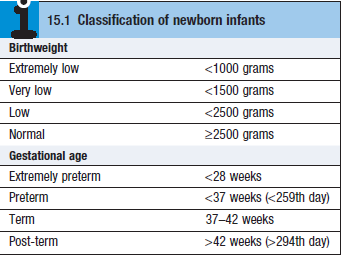 15.1 Classification of newborn infants
Birthweight
Extremely low <1000 grams
Very low <1500 grams
Low <2500 grams
Normal ≥2500 grams
Gestational age
Extremely preterm <28 weeks
Preterm <37 weeks (<259th day)
Term 37–42 weeks
Post-term >42 weeks (>294th day)